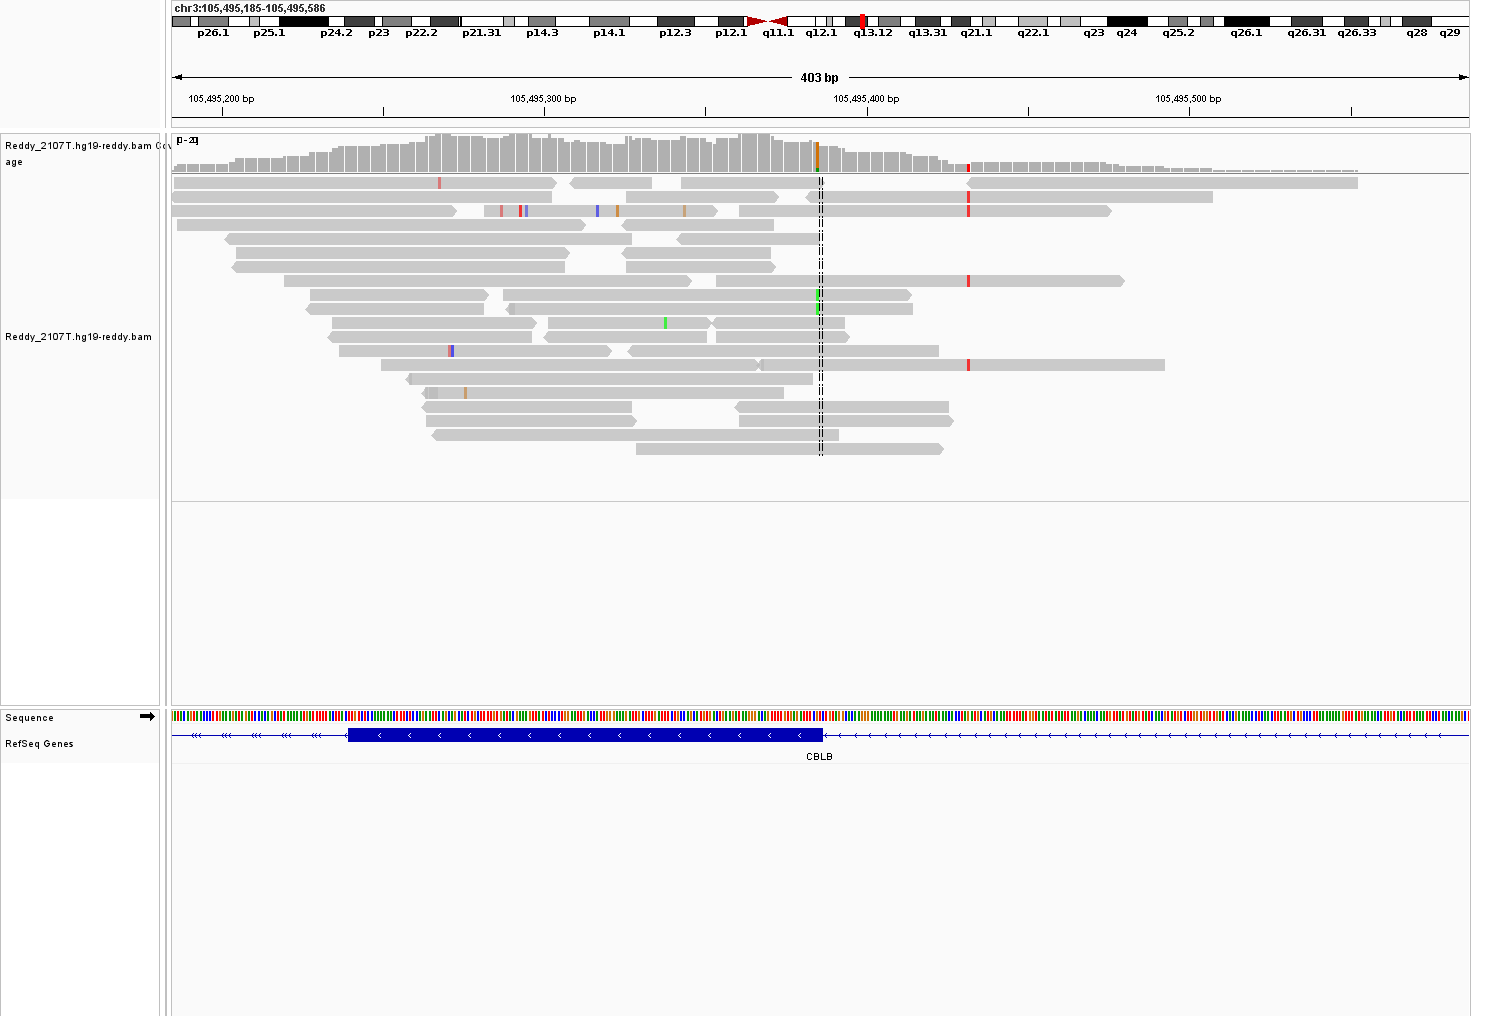 chr3:105,495,185-105,495,586
p26.1 p25.1 p24.2 p23 p22.2 p21.31 p14.3 p14.1 p12.3 p12.1 q11.1 q12.1 q13.12 q13.31 q21.1 q22.1 q23 q24 q25.2 q26.1 q26.31 q26.33 q28 q29
403 bp
105,495,200 bp 105,495,300 bp 105,495,400 bp 105,495,500 bp
Reddy_2107T.hg19-reddy.bam Cov
age
Reddy_2107T.hg19-reddy.bam
Sequence
RefSeq Genes
CBLB